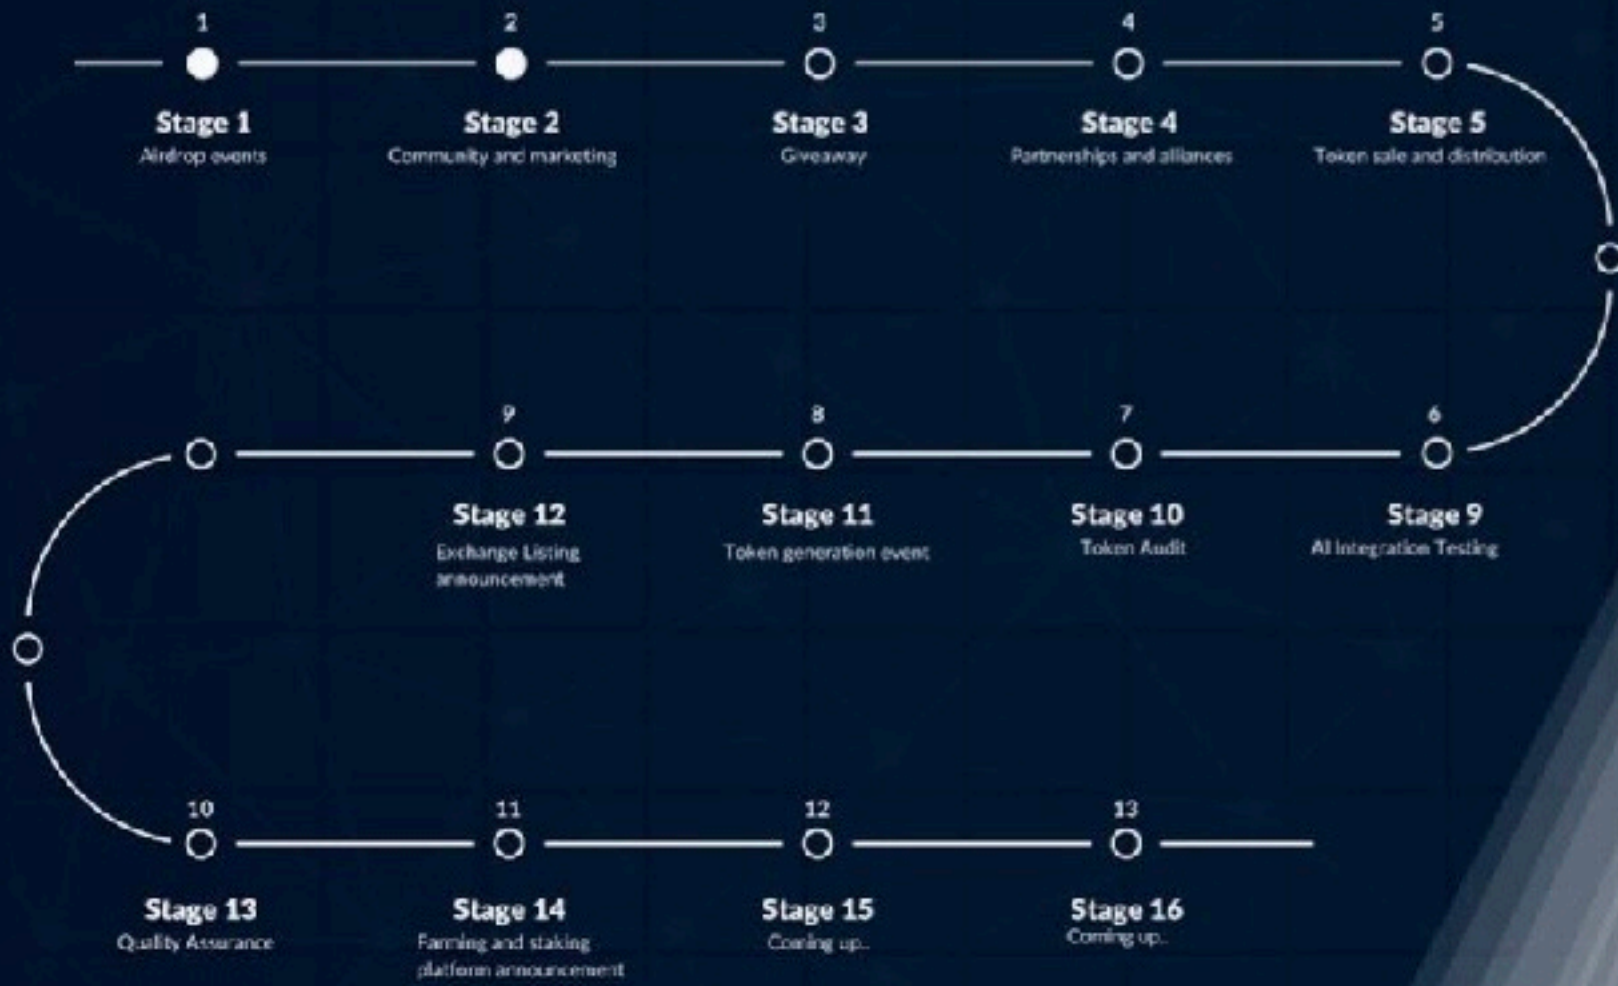 1
Stage 1
Airdrop events
2
Stage 2
Community and marketing
3
Stage 3
Giveaway
4
Stage 4
Partnerships and alliances
5
Stage 5
Token sale and distribution
6
Stage 9
AI Integration Testing
7
Stage 10
Token Audit
8
Stage 11
Token generation event
9
Stage 12
Exchange Listing
announcement
10
Stage 13
Quality Assurance
11
Stage 14
Farming and staking
platform announcement
12
Stage 15
Coming up..
13
Stage 16
Coming up..